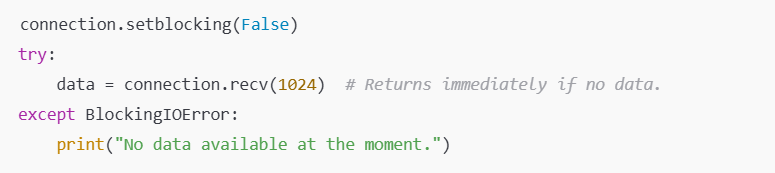 connection.setblocking(False)
try:
    data = connection.recv(1024)  # Returns immediately if no data.
except BlockingIOError:
    print("No data available at the moment.")